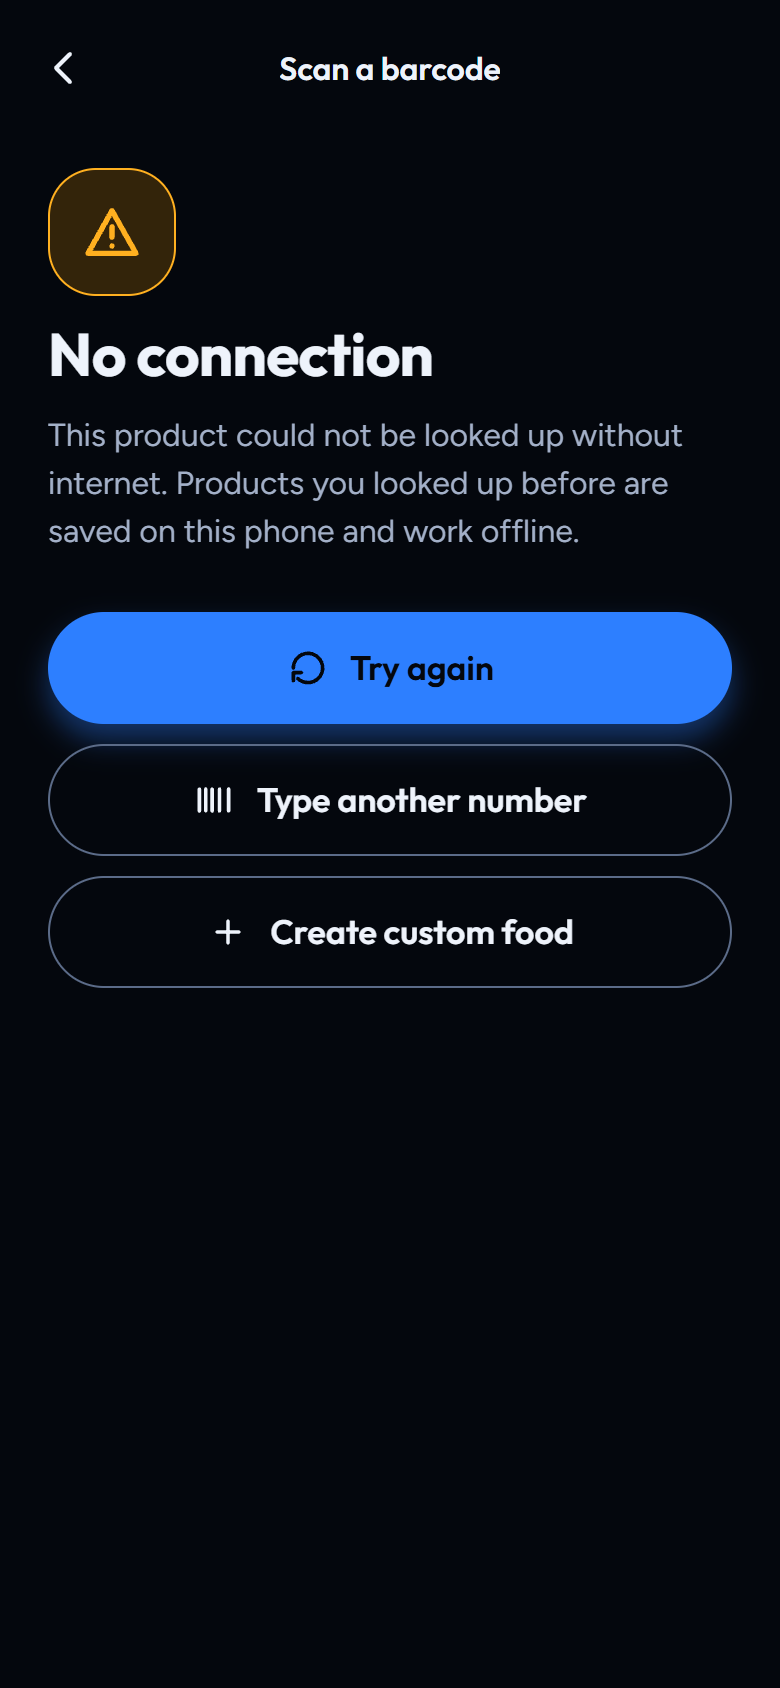 Scan a barcode
No connection
This product could not be looked up without
internet. Products you looked up before are
saved on this phone and work offline.
Try again
Type another number
Create custom food